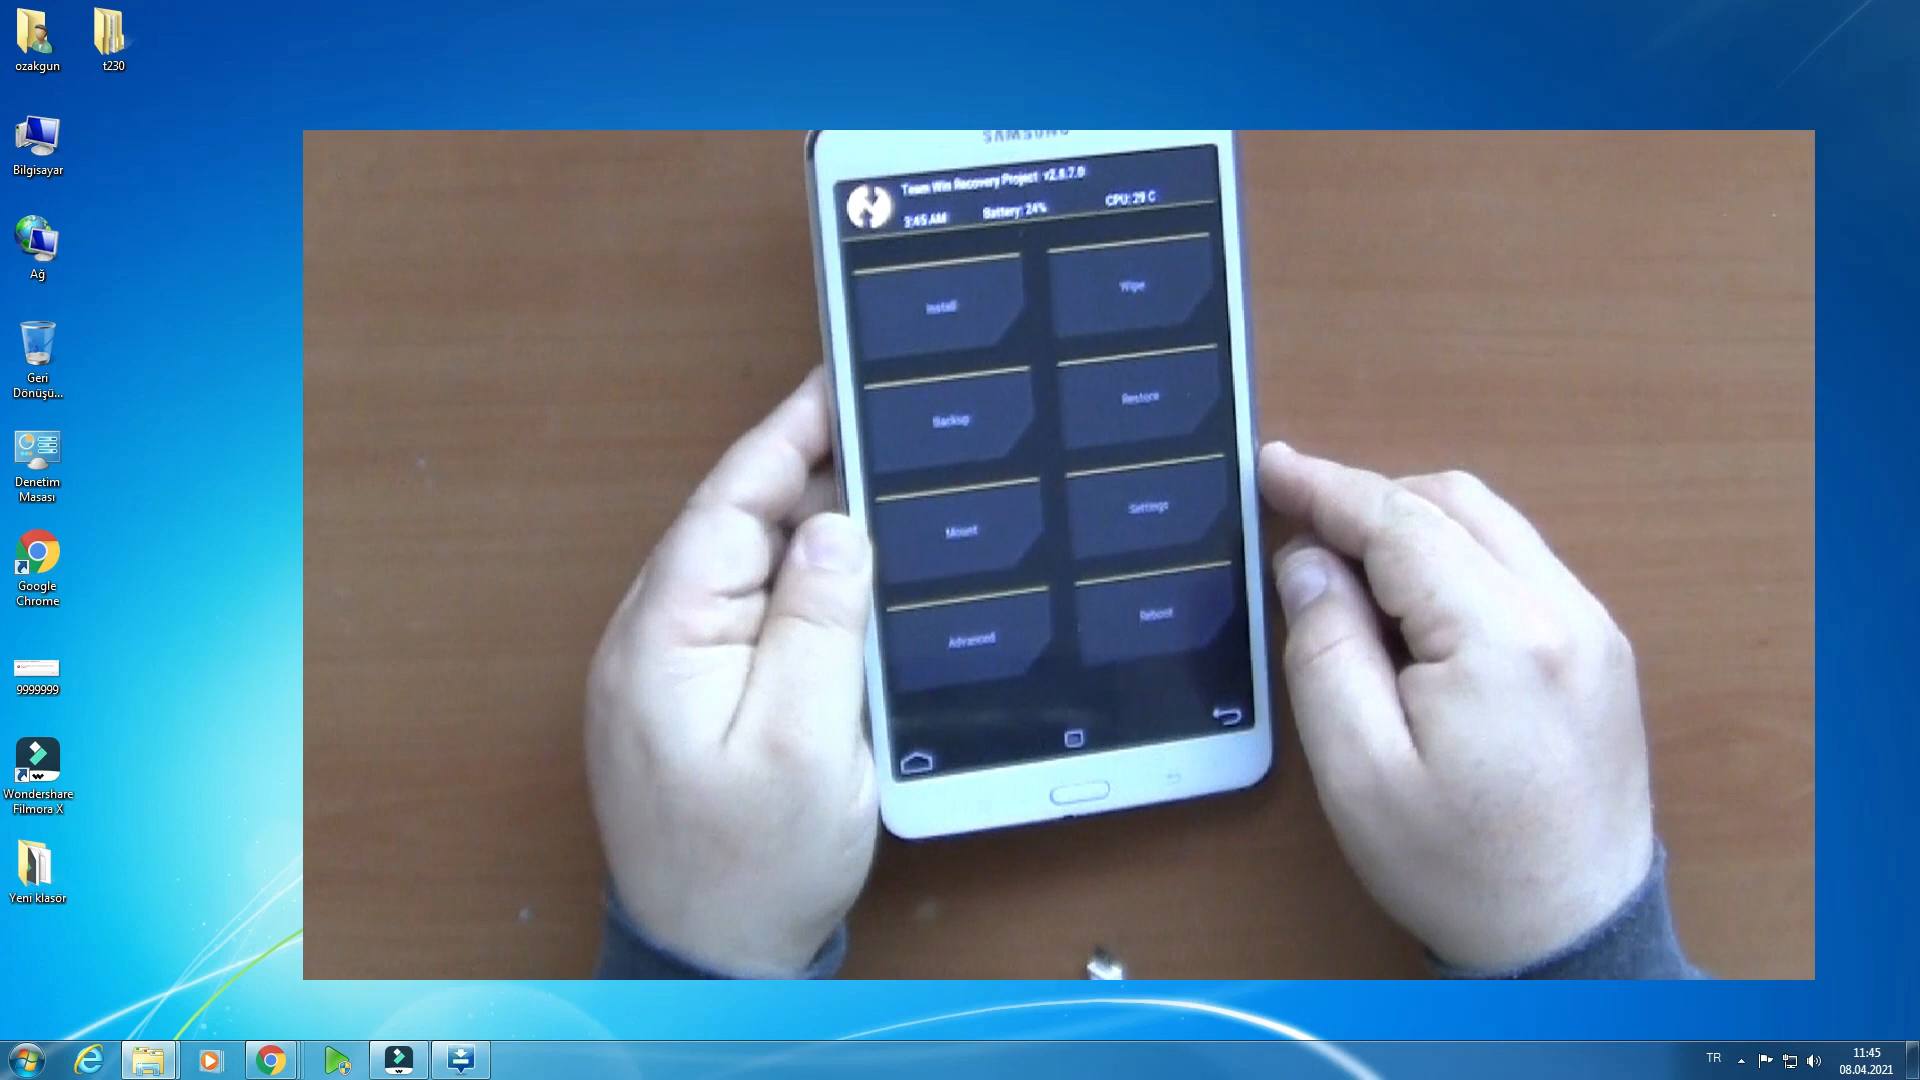 ozakgun
t230
Bilgisayar
Ağ
Geri
Dönüşü...
Denetim
Masası
Google
Chrome
9999999
Wondershare
Filmora X
Yeni klasör
SAMSUNG
Team Win Recovery Project v2.8.7.0
3:45 AM
Battery: 24%
CPU: 29 C
Install
Wipe
Backup
Restore
Mount
Settings
Advanced
Reboot
TR
11:45
08.04.2021